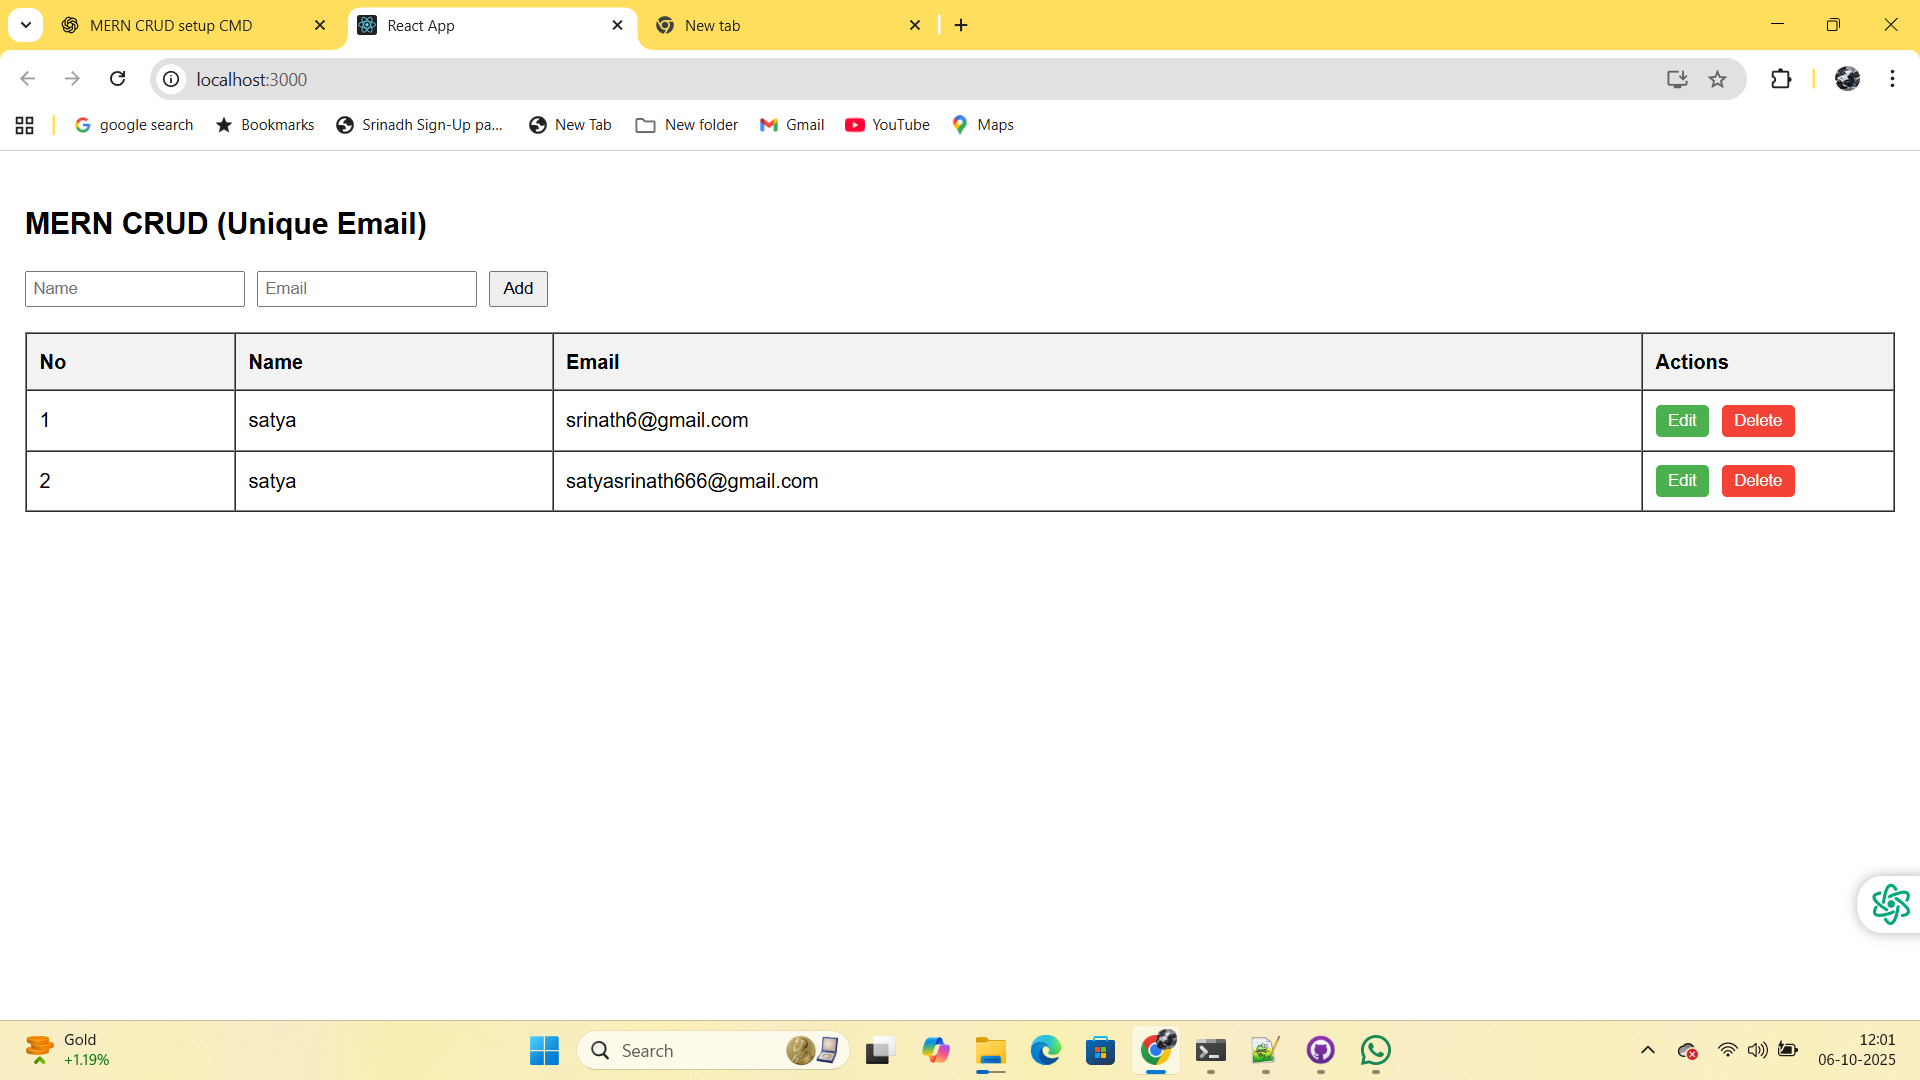 MERN CRUD setup CMD
React App
New tab
localhost:3000
google search
Bookmarks
Srinadh Sign-Up pa...
New Tab
New folder
Gmail
YouTube
Maps
MERN CRUD (Unique Email)
Name
Email
Add
No Name Email Actions
1 satya srinath6@gmail.com Edit Delete
2 satya satyasrinath666@gmail.com Edit Delete
Gold
+1.19%
Search
12:01
06-10-2025